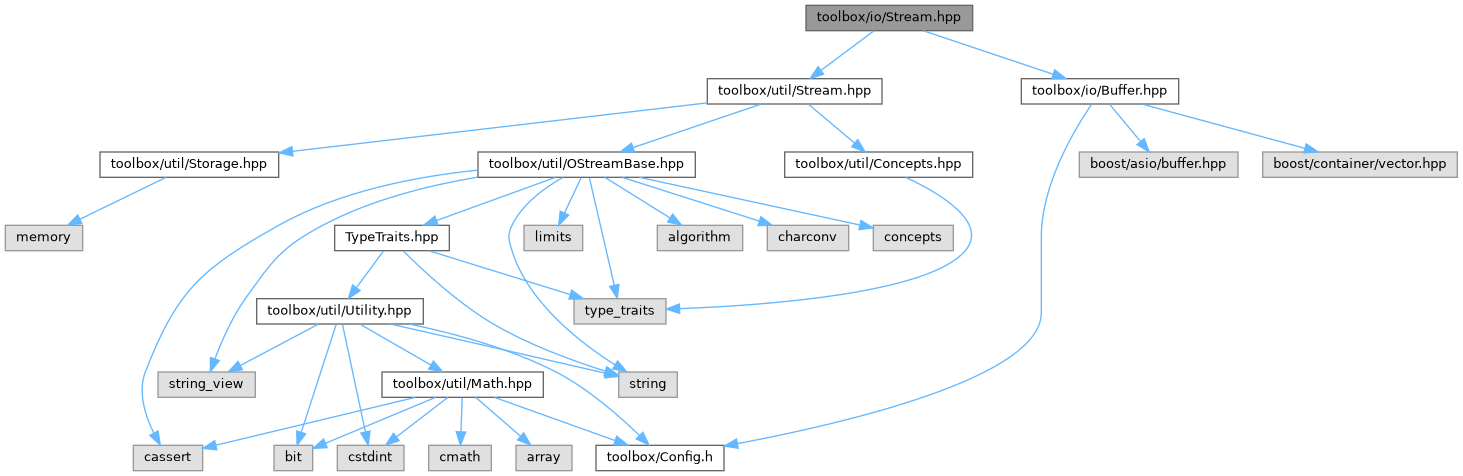 toolbox/io/Stream.hpp
toolbox/util/Stream.hpp
toolbox/io/Buffer.hpp
toolbox/util/Storage.hpp
toolbox/util/OStreamBase.hpp
toolbox/util/Concepts.hpp
boost/asio/buffer.hpp
boost/container/vector.hpp
memory
TypeTraits.hpp
limits
algorithm
charconv
concepts
toolbox/util/Utility.hpp
type_traits
string_view
toolbox/util/Math.hpp
string
cassert
bit
cstdint
cmath
array
toolbox/Config.h